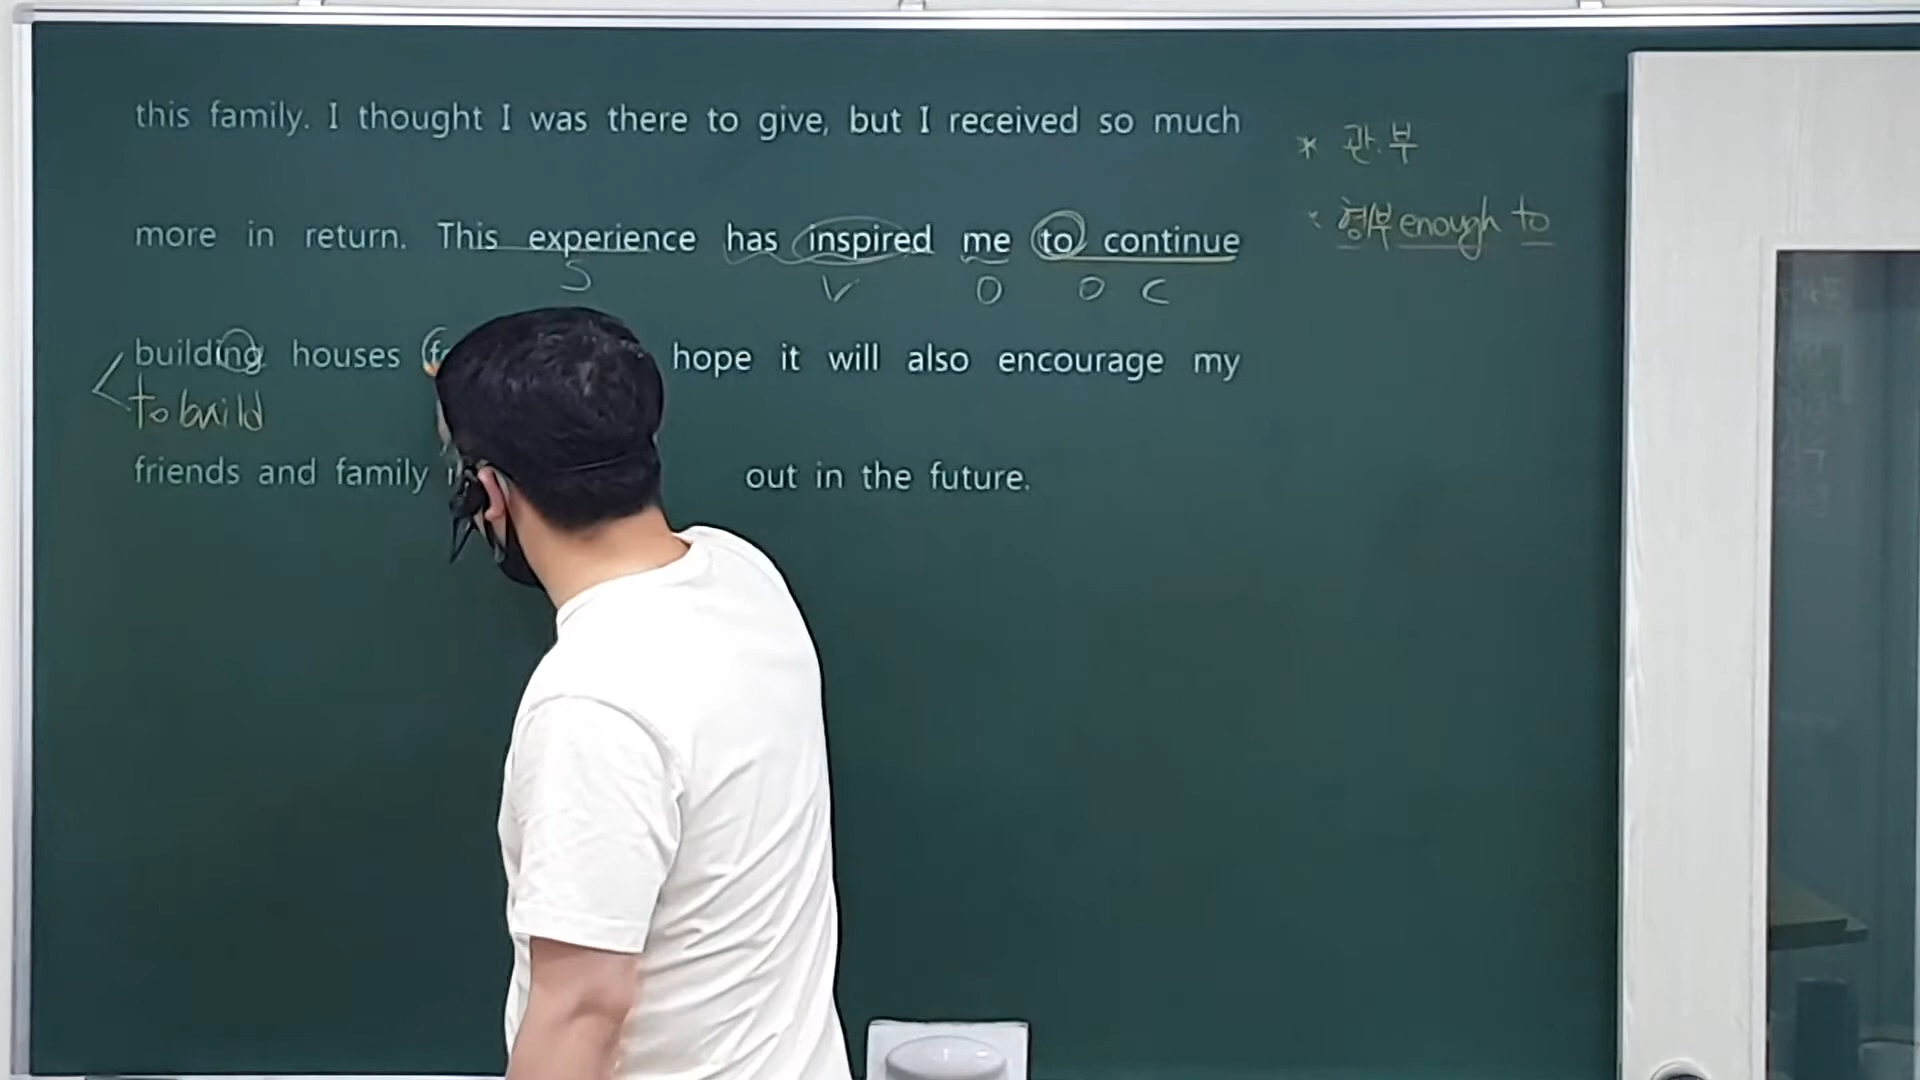 this family. I thought I was there to give, but I received so much
* 관.부
more in return. This experience has inspired me to continue
형/부 enough to
S V O O C
building houses hope it will also encourage my
to build
friends and family out in the future.